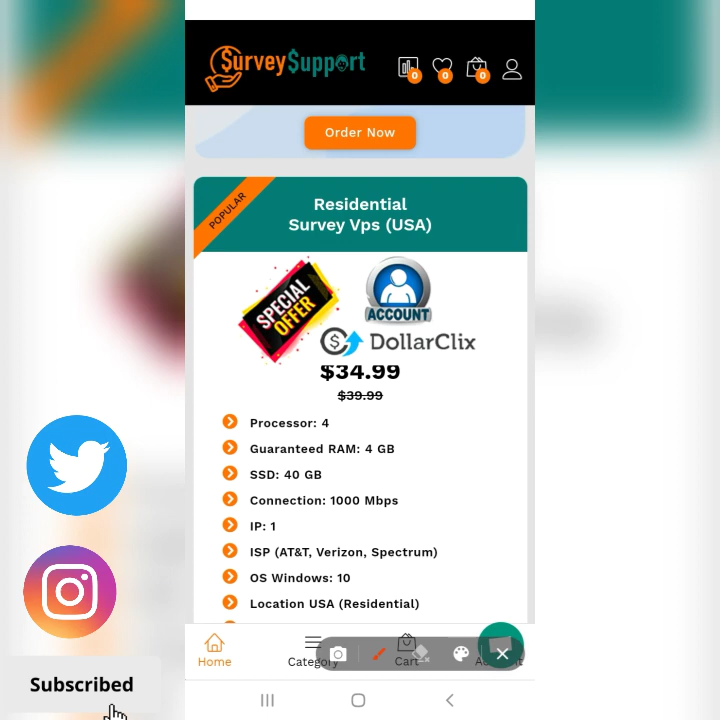 $urvey$upport
0
0
0
Order Now
POPULAR
Residential
Survey Vps (USA)
SPECIAL
OFFER
ACCOUNT
DollarClix
$34.99
$39.99
Processor: 4
Guaranteed RAM: 4 GB
SSD: 40 GB
Connection: 1000 Mbps
IP: 1
ISP (AT&T, Verizon, Spectrum)
OS Windows: 10
Location USA (Residential)
Home
Category
Cart
Subscribed